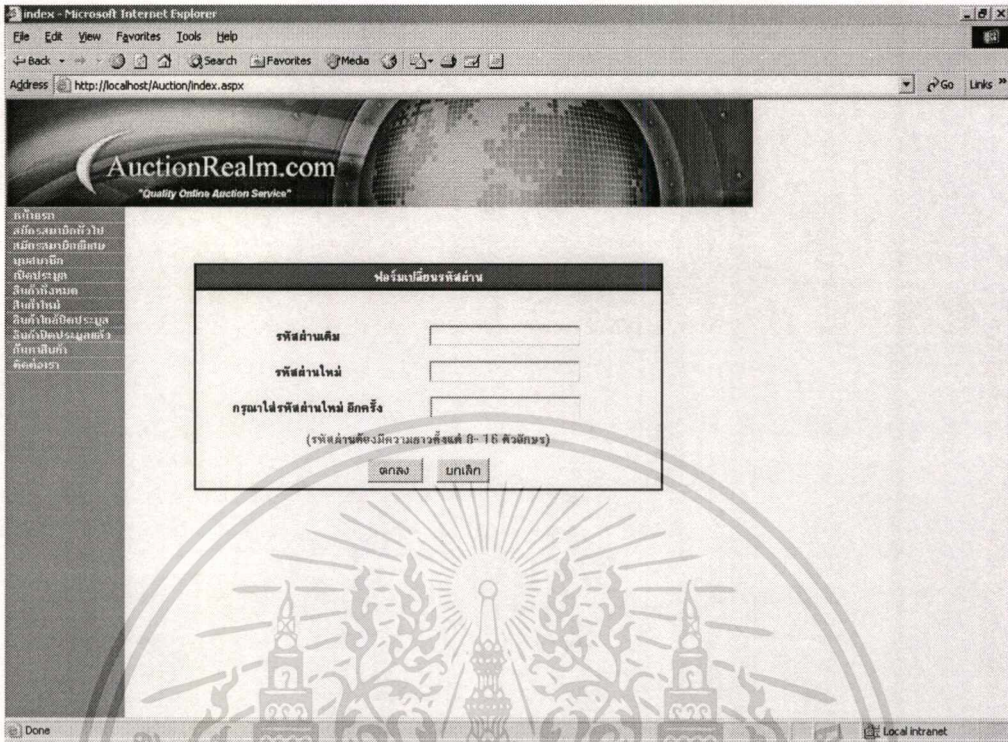 index - Microsoft Internet Explorer
File Edit View Favorites Tools Help
Back Search Favorites Media
Address http://localhost/Auction/index.aspx Go Links »
AuctionRealm.com
"Quality Online Auction Service"
หน้าแรก
สมัครสมาชิกทั่วไป
สมัครสมาชิกพิเศษ
มุมสมาชิก
เปิดประมูล
สินค้าทั้งหมด
สินค้าใหม่
สินค้าใกล้ปิดประมูล
สินค้าปิดประมูลแล้ว
ค้นหาสินค้า
ติดต่อเรา
ฟอร์มเปลี่ยนรหัสผ่าน
รหัสผ่านเดิม
รหัสผ่านใหม่
กรุณาใส่รหัสผ่านใหม่ อีกครั้ง
(รหัสผ่านต้องมีความยาวตั้งแต่ 8- 16 ตัวอักษร)
ตกลง ยกเลิก
Done Local intranet